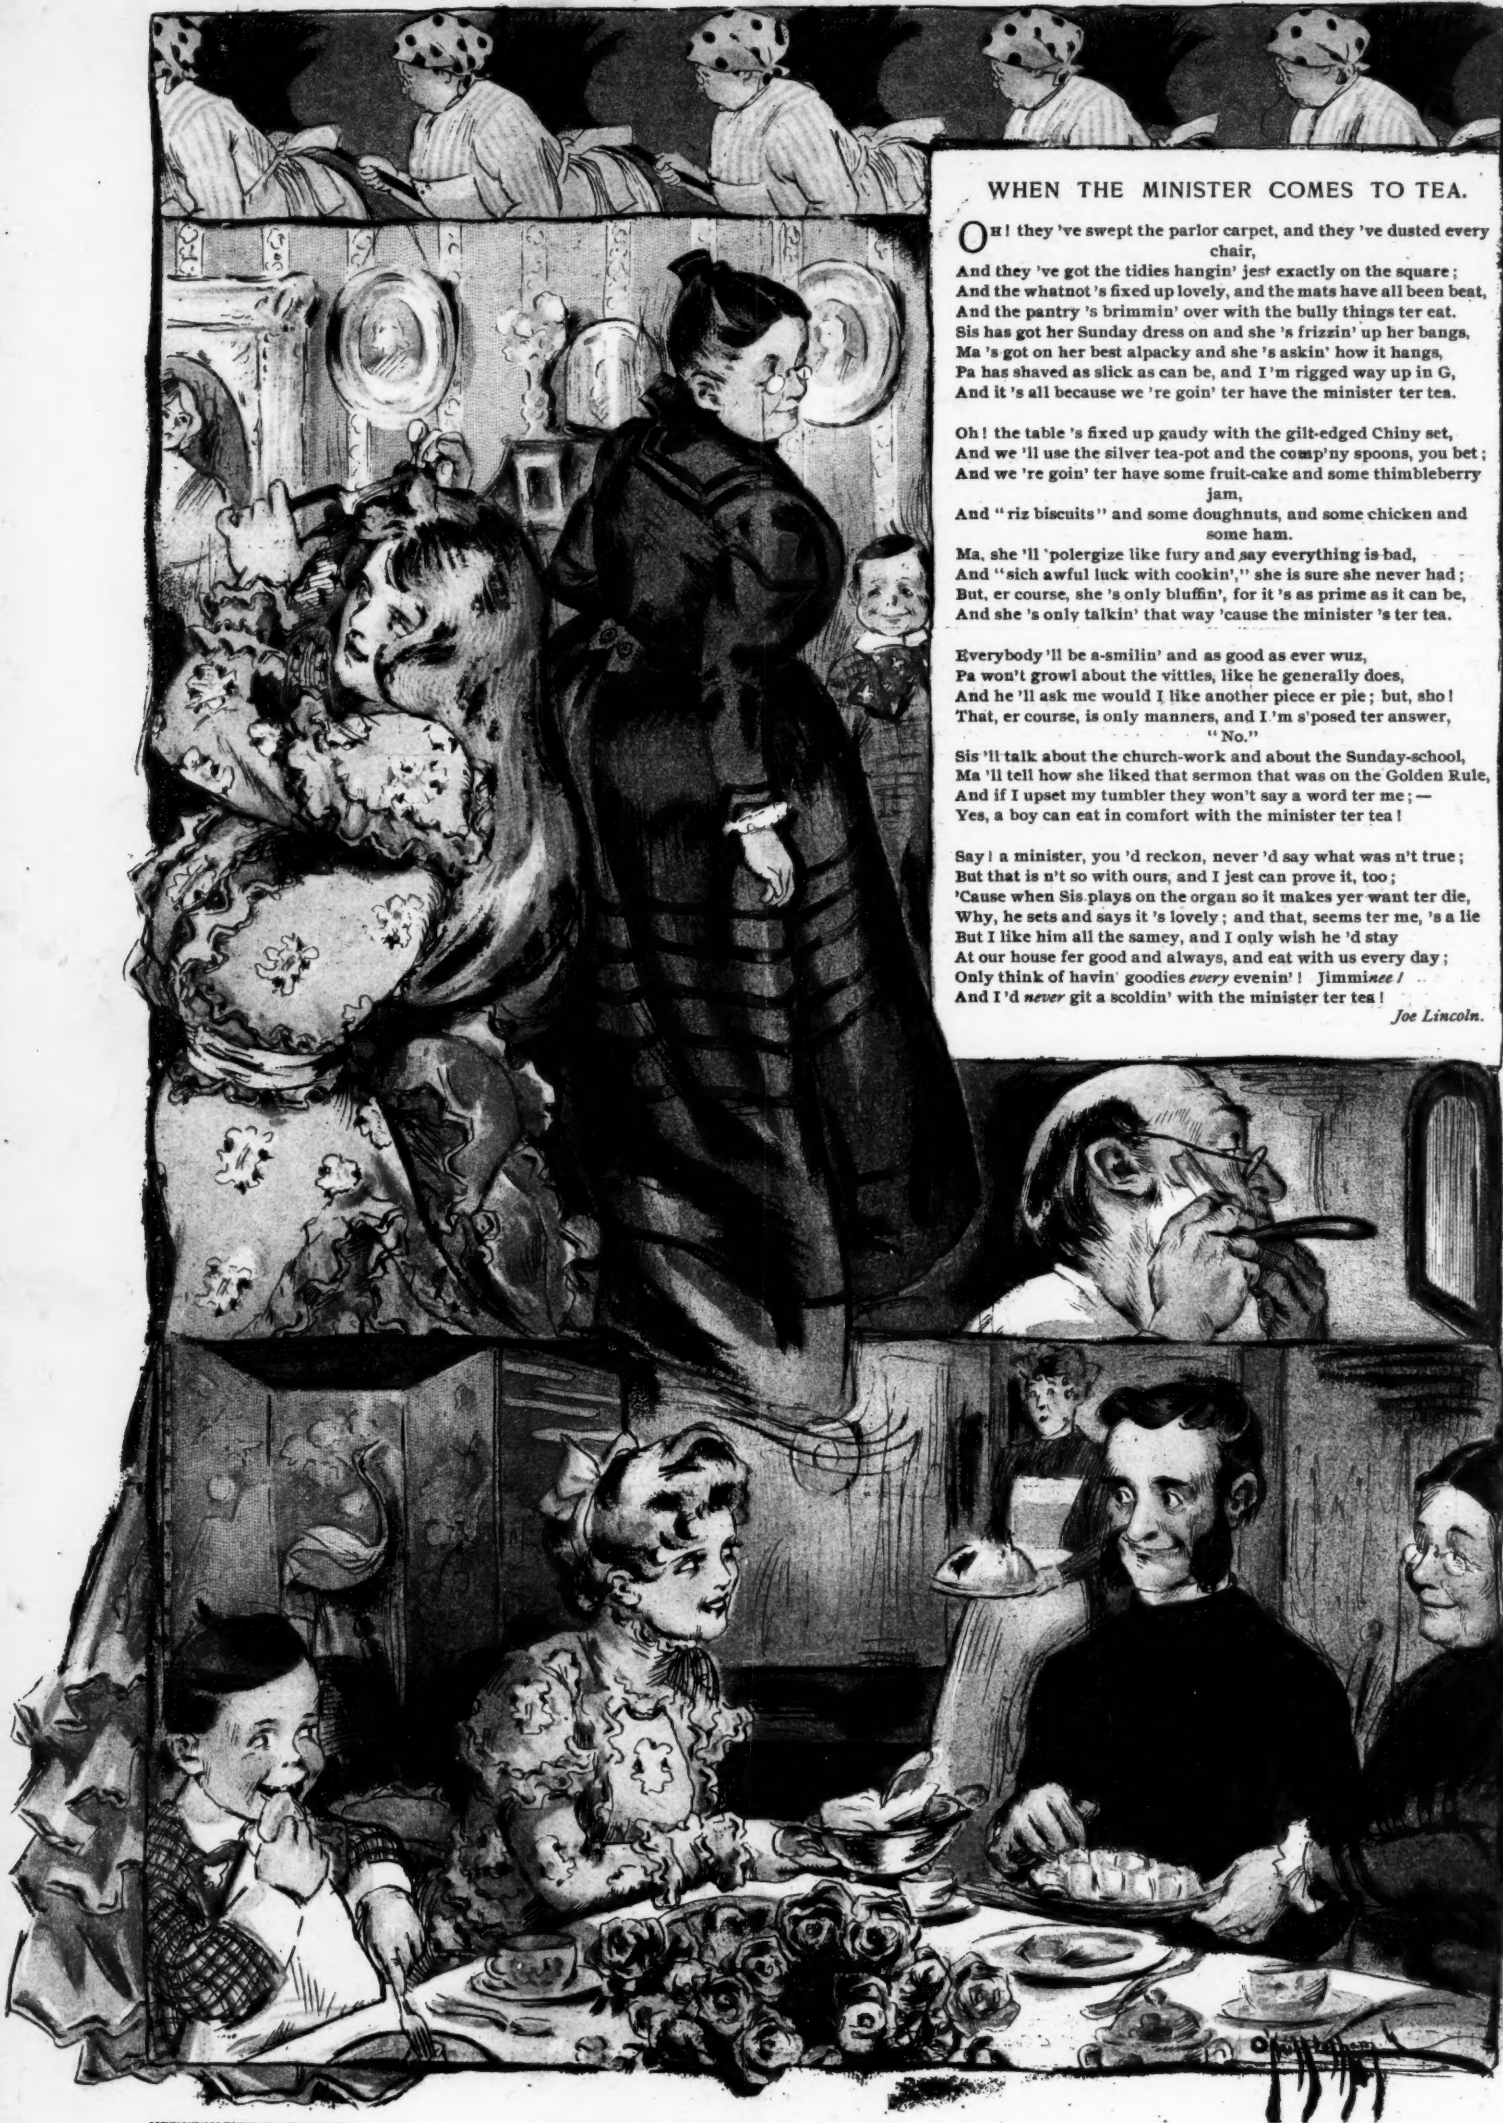 WHEN THE MINISTER COMES TO TEA.
OH! they 've swept the parlor carpet, and they 've dusted every
chair,
And they 've got the tidies hangin' jest exactly on the square;
And the whatnot 's fixed up lovely, and the mats have all been beat,
And the pantry 's brimmin' over with the bully things ter eat.
Sis has got her Sunday dress on and she 's frizzin' up her bangs,
Ma 's got on her best alpacky and she 's askin' how it hangs,
Pa has shaved as slick as can be, and I 'm rigged way up in G,
And it 's all because we 're goin' ter have the minister ter tea.
Oh! the table 's fixed up gaudy with the gilt-edged Chiny set,
And we 'll use the silver tea-pot and the comp'ny spoons, you bet;
And we 're goin' ter have some fruit-cake and some thimbleberry
jam,
And "riz biscuits" and some doughnuts, and some chicken and
some ham.
Ma, she 'll 'polergize like fury and say everything is bad,
And "sich awful luck with cookin'," she is sure she never had;
But, er course, she 's only bluffin', for it 's as prime as it can be,
And she 's only talkin' that way 'cause the minister 's ter tea.
Everybody 'll be a-smilin' and as good as ever wuz,
Pa won't growl about the vittles, like he generally does,
And he 'll ask me would I like another piece er pie; but, sho!
That, er course, is only manners, and I 'm s'posed ter answer,
"No."
Sis 'll talk about the church-work and about the Sunday-school,
Ma 'll tell how she liked that sermon that was on the Golden Rule,
And if I upset my tumbler they won't say a word ter me;—
Yes, a boy can eat in comfort with the minister ter tea!
Say! a minister, you 'd reckon, never 'd say what was n't true;
But that is n't so with ours, and I jest can prove it, too;
'Cause when Sis plays on the organ so it makes yer want ter die,
Why, he sets and says it 's lovely; and that, seems ter me, 's a lie
But I like him all the samey, and I only wish he 'd stay
At our house fer good and always, and eat with us every day;
Only think of havin' goodies every evenin'! Jimminee!
And I 'd never git a scoldin' with the minister ter tea!
Joe Lincoln.